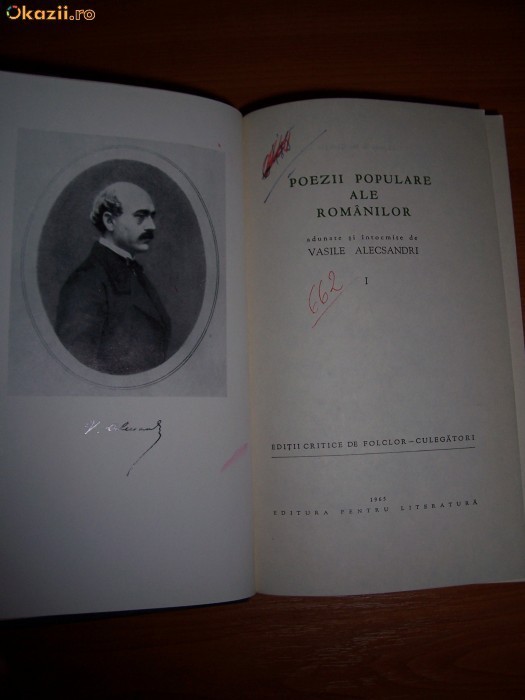 Okazii.ro
POEZII POPULARE
ALE
ROMÂNILOR
adunate și întocmite de
VASILE ALECSANDRI
I
662
EDIȚII CRITICE DE FOLCLOR — CULEGĂTORI
1965
EDITURA PENTRU LITERATURĂ